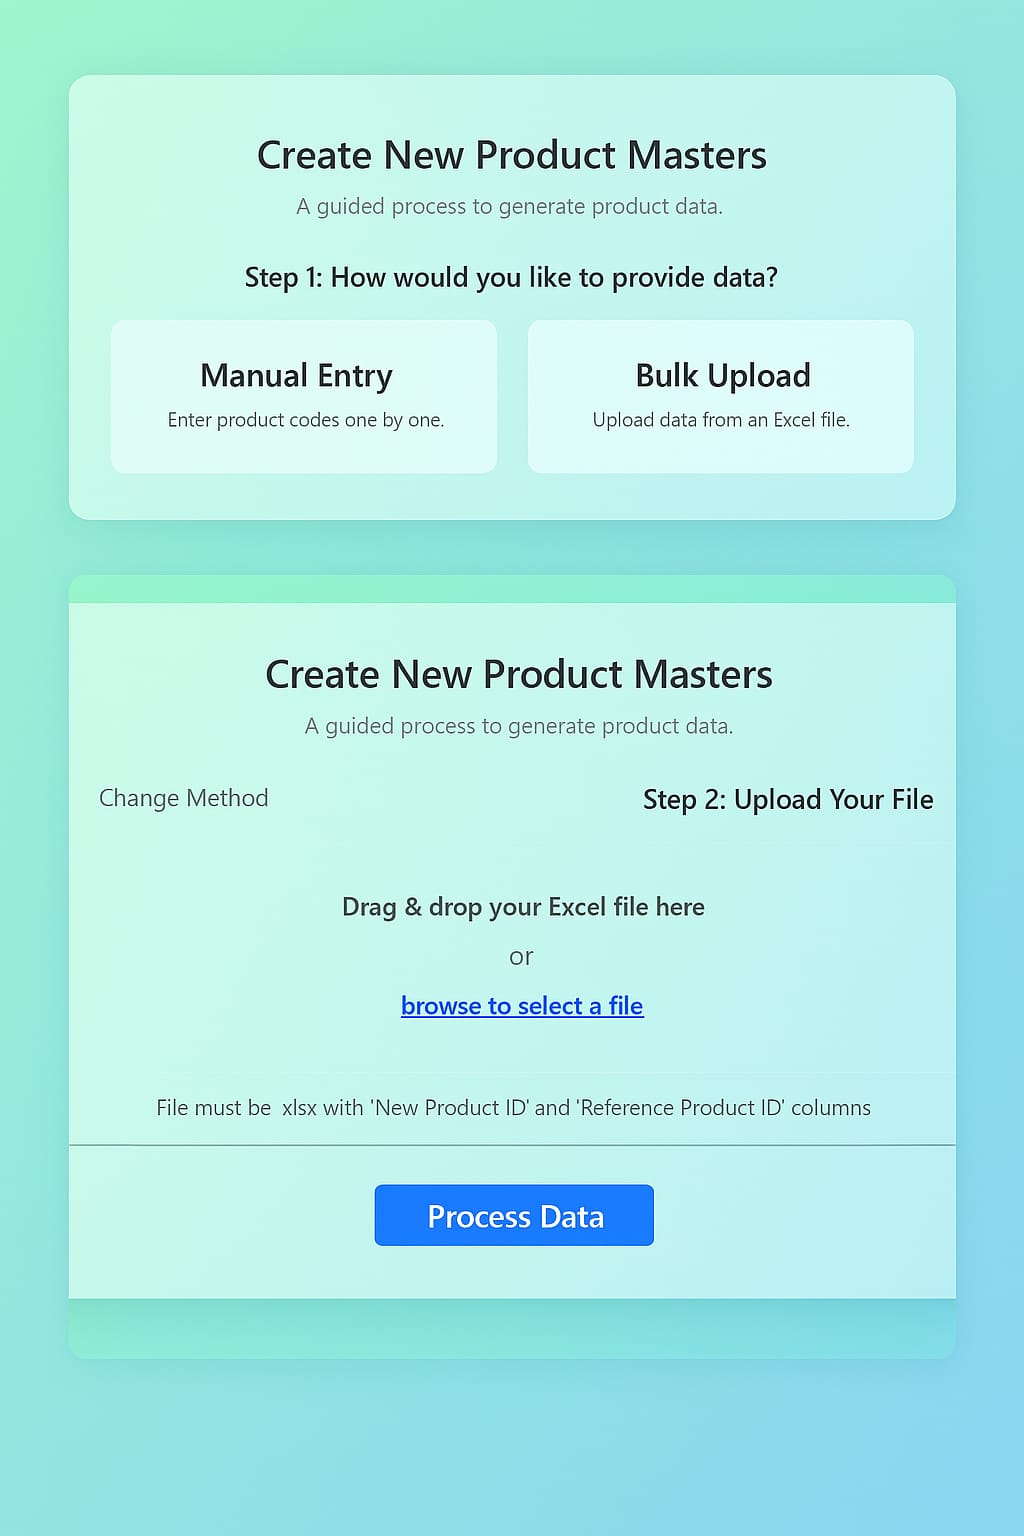 Create New Product Masters
A guided process to generate product data.
Step 1: How would you like to provide data?
Manual Entry
Enter product codes one by one.
Bulk Upload
Upload data from an Excel file.
Create New Product Masters
A guided process to generate product data.
Change Method
Step 2: Upload Your File
Drag & drop your Excel file here
or
browse to select a file
File must be  xlsx with 'New Product ID' and 'Reference Product ID' columns
Process Data